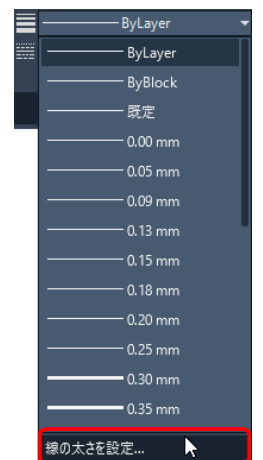 ByLayer
ByLayer
ByBlock
既定
0.00 mm
0.05 mm
0.09 mm
0.13 mm
0.15 mm
0.18 mm
0.20 mm
0.25 mm
0.30 mm
0.35 mm
線の太さを設定...